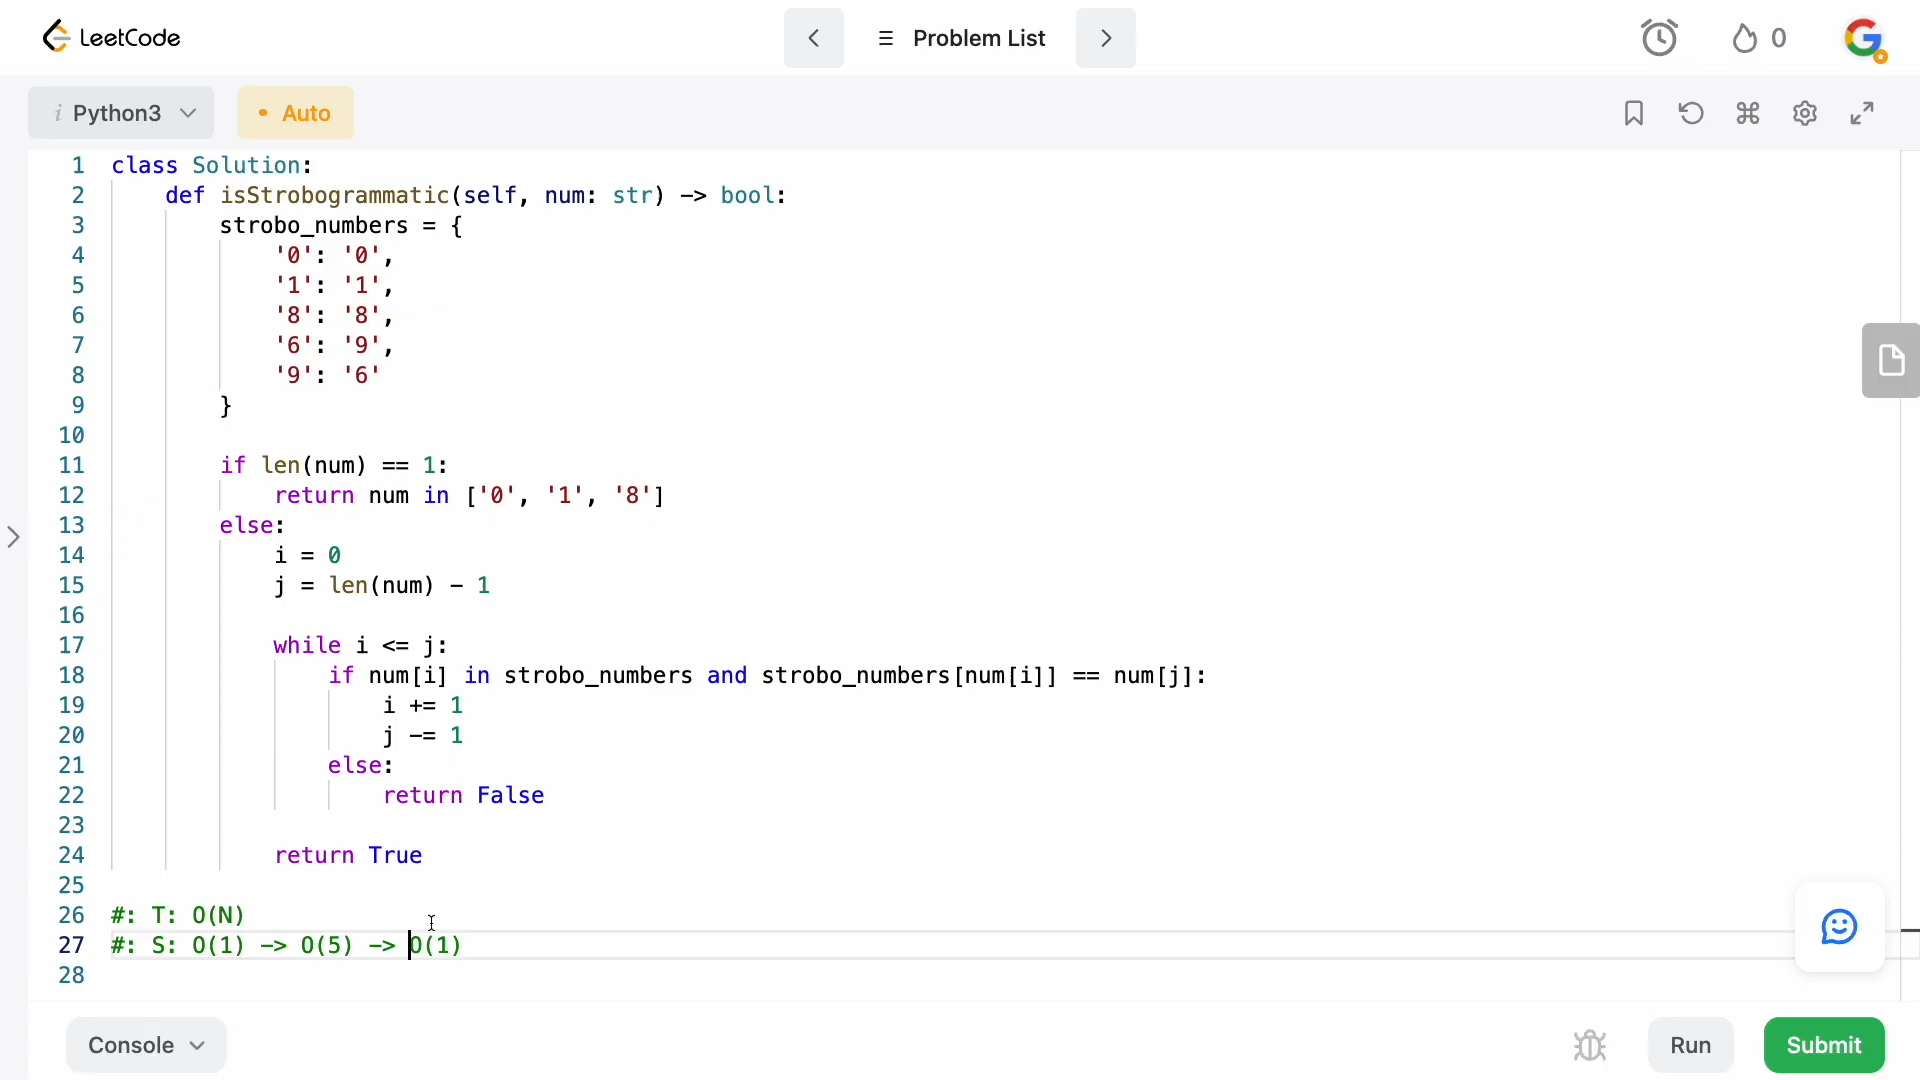 LeetCode
Problem List
0
i Python3
• Auto
1 class Solution:
2     def isStrobogrammatic(self, num: str) -> bool:
3         strobo_numbers = {
4             '0': '0',
5             '1': '1',
6             '8': '8',
7             '6': '9',
8             '9': '6'
9         }
10
11         if len(num) == 1:
12             return num in ['0', '1', '8']
13         else:
14             i = 0
15             j = len(num) - 1
16
17             while i <= j:
18                 if num[i] in strobo_numbers and strobo_numbers[num[i]] == num[j]:
19                     i += 1
20                     j -= 1
21                 else:
22                     return False
23
24             return True
25
26 #: T: O(N)
27 #: S: O(1) -> O(5) -> O(1)
28
Console
Run
Submit